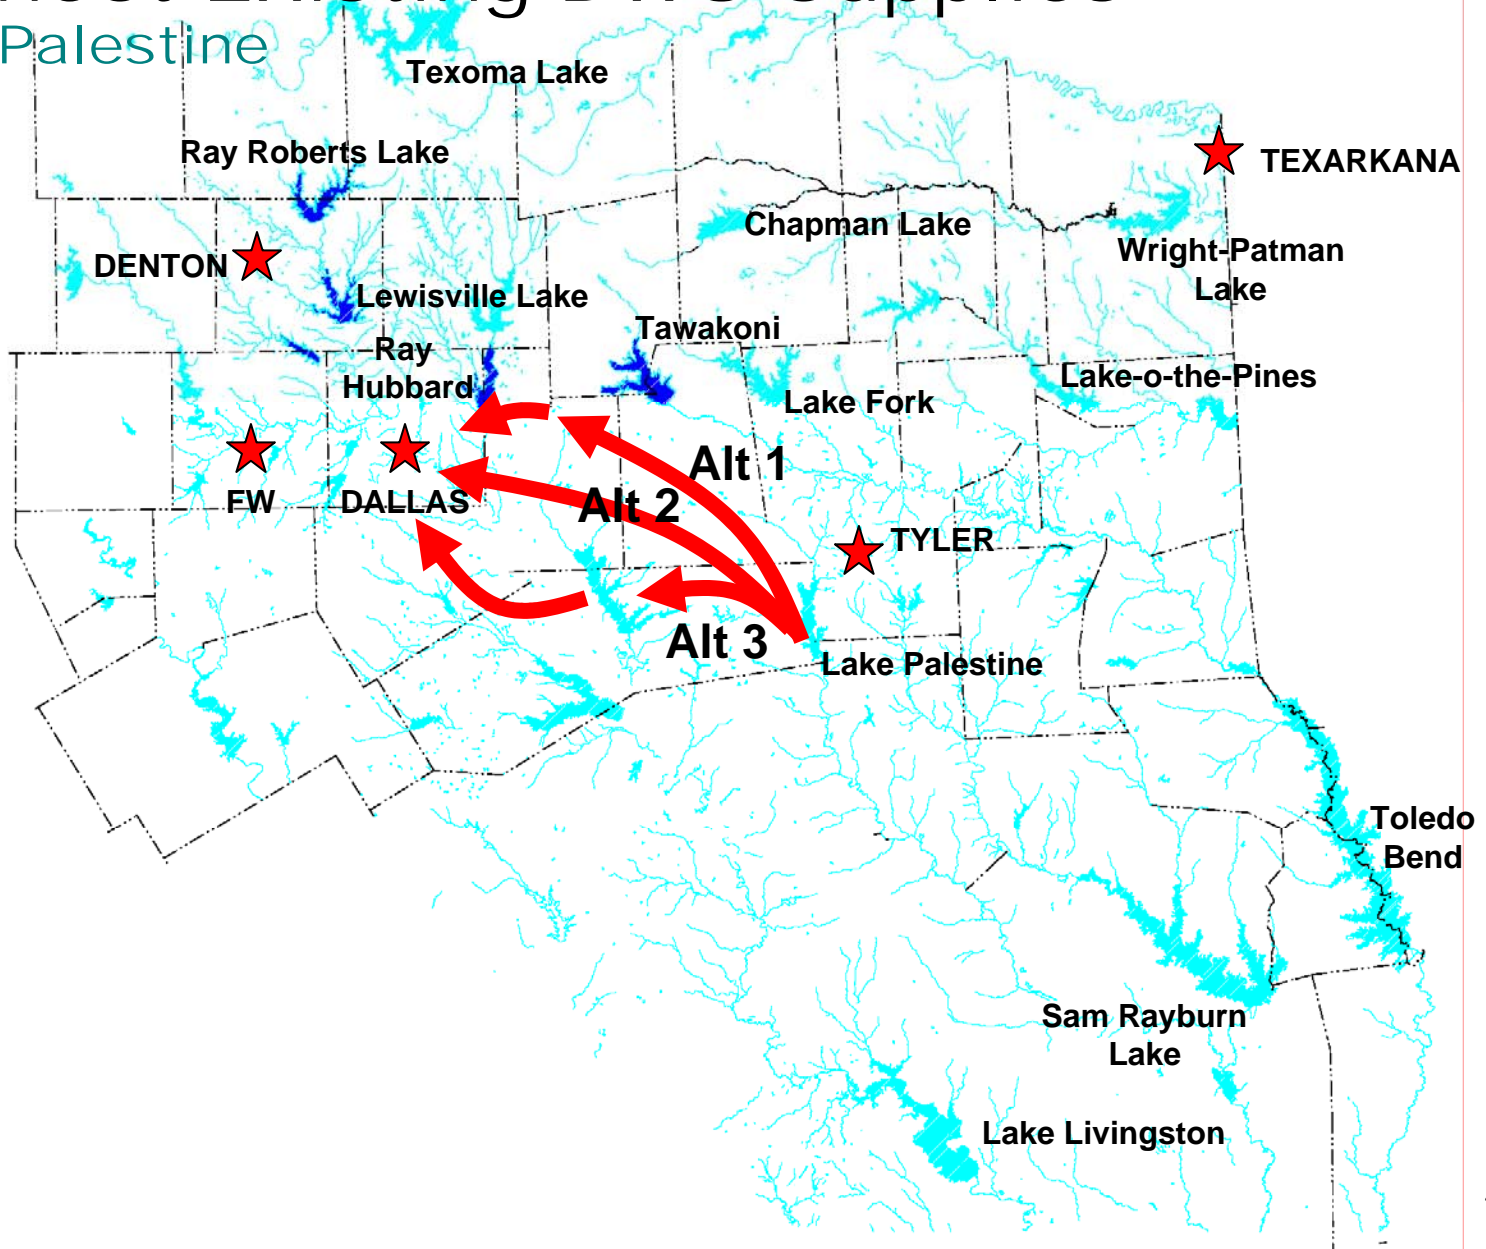 Palestine
Texoma Lake
Ray Roberts Lake
TEXARKANA
Chapman Lake
Wright-Patman
Lake
DENTON
Lewisville Lake
Tawakoni
Ray
Hubbard
Lake-o-the-Pines
Lake Fork
Alt 1
FW
DALLAS
Alt 2
TYLER
Alt 3
Lake Palestine
Toledo
Bend
Sam Rayburn
Lake
Lake Livingston